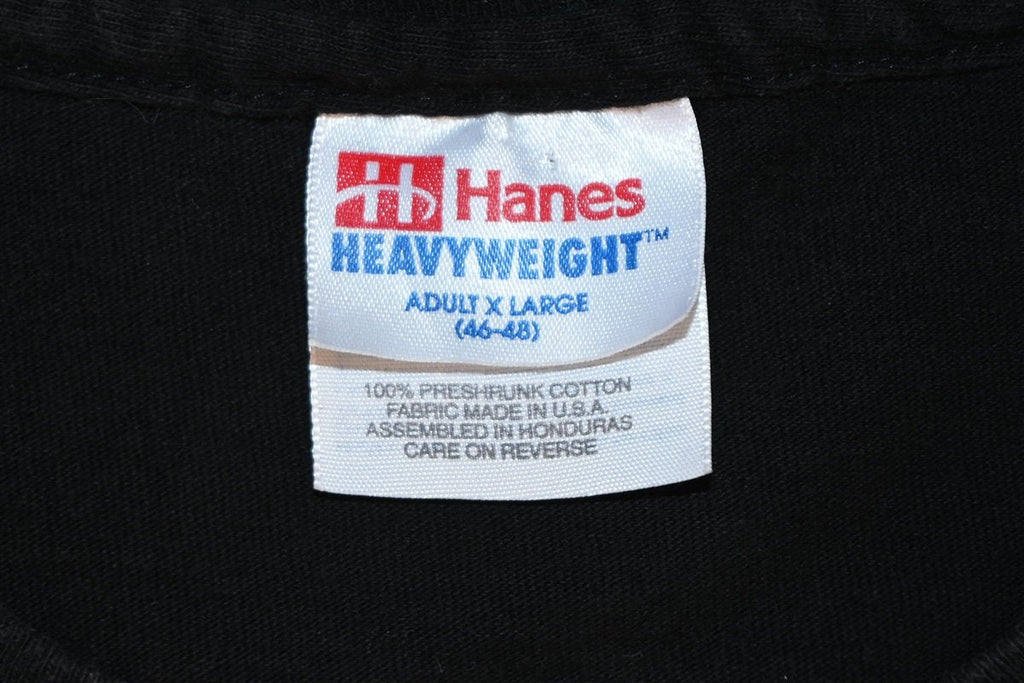 H Hanes
HEAVYWEIGHT™
ADULT X LARGE
(46-48)
100% PRESHRUNK COTTON
FABRIC MADE IN U.S.A.
ASSEMBLED IN HONDURAS
CARE ON REVERSE